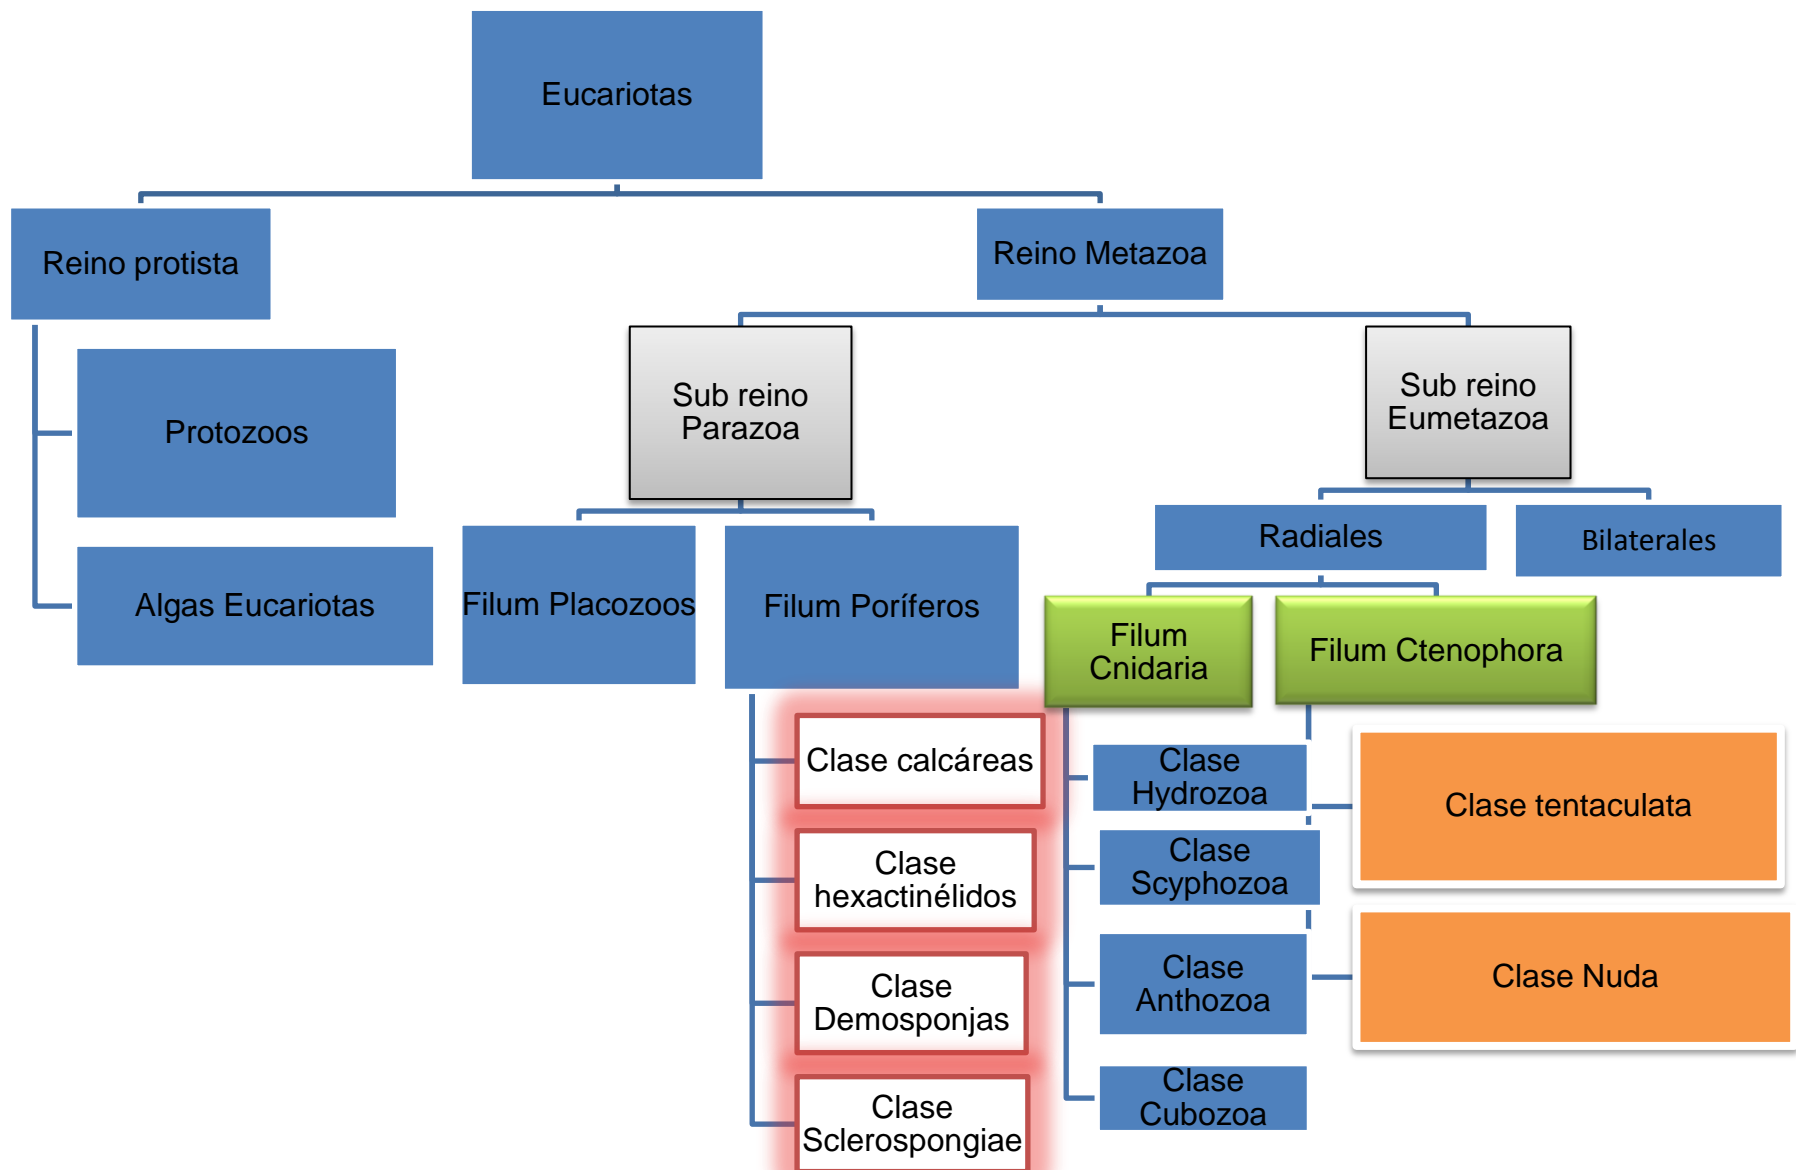 Eucariotas
Reino protista
Reino Metazoa
Protozoos
Algas Eucariotas
Sub reino
Parazoa
Sub reino
Eumetazoa
Filum Placozoos
Filum Poríferos
Radiales
Bilaterales
Filum
Cnidaria
Filum Ctenophora
Clase calcáreas
Clase
hexactinélidos
Clase
Demosponjas
Clase
Sclerospongiae
Clase
Hydrozoa
Clase
Scyphozoa
Clase
Anthozoa
Clase
Cubozoa
Clase tentaculata
Clase Nuda